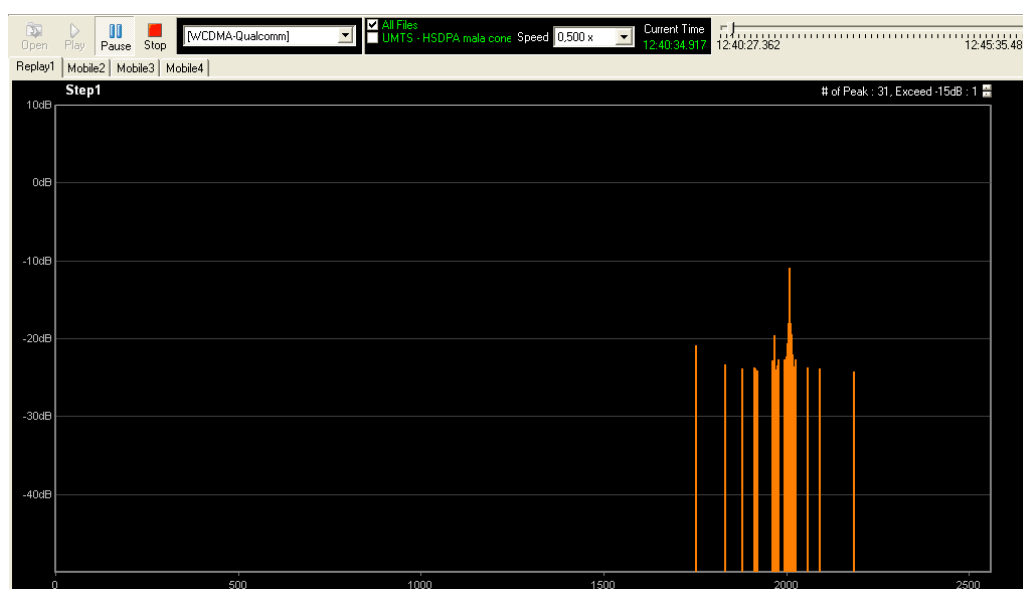 Open Play Pause Stop [WCDMA-Qualcomm] All Files Speed 0,500 x Current Time
UMTS - HSDPA mala cone 12:40:34.917 12:40:27.362 12:45:35.48
Replay1 Mobile2 Mobile3 Mobile4
Step1 # of Peak : 31, Exceed -15dB : 1
10dB
0dB
-10dB
-20dB
-30dB
-40dB
0 500 1000 1500 2000 2500